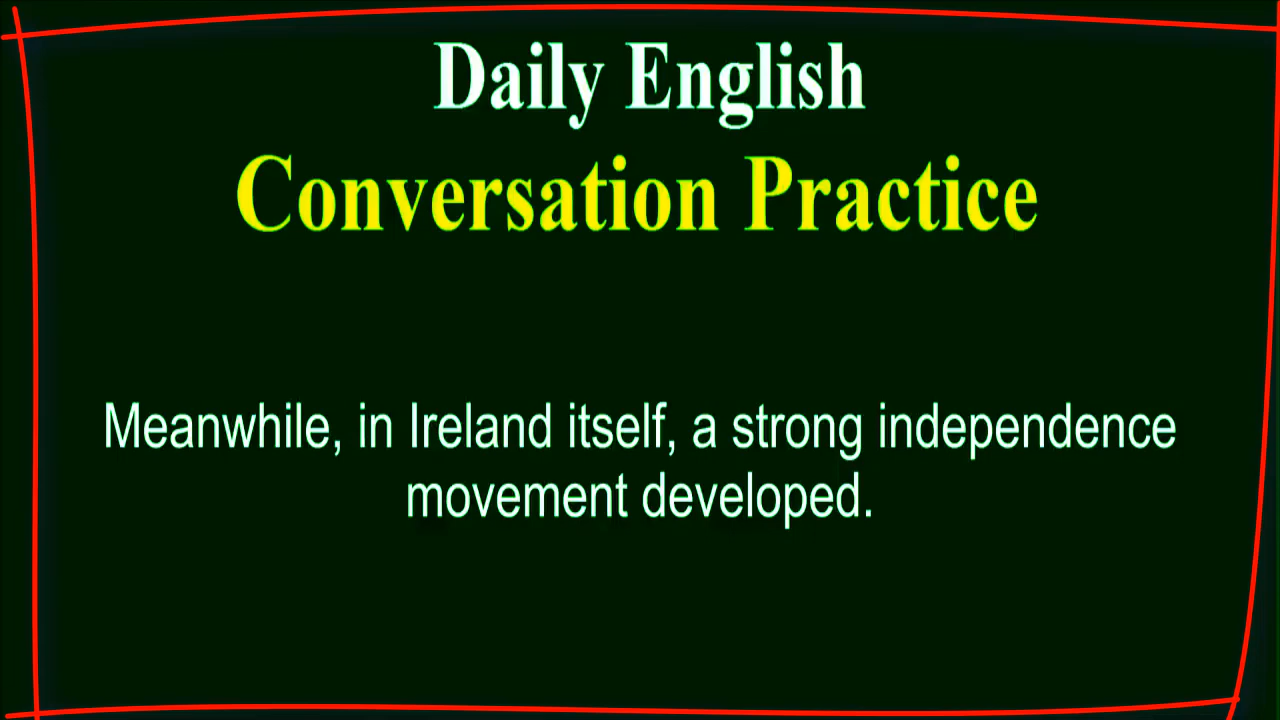 Daily English
Conversation Practice
Meanwhile, in Ireland itself, a strong independence
movement developed.